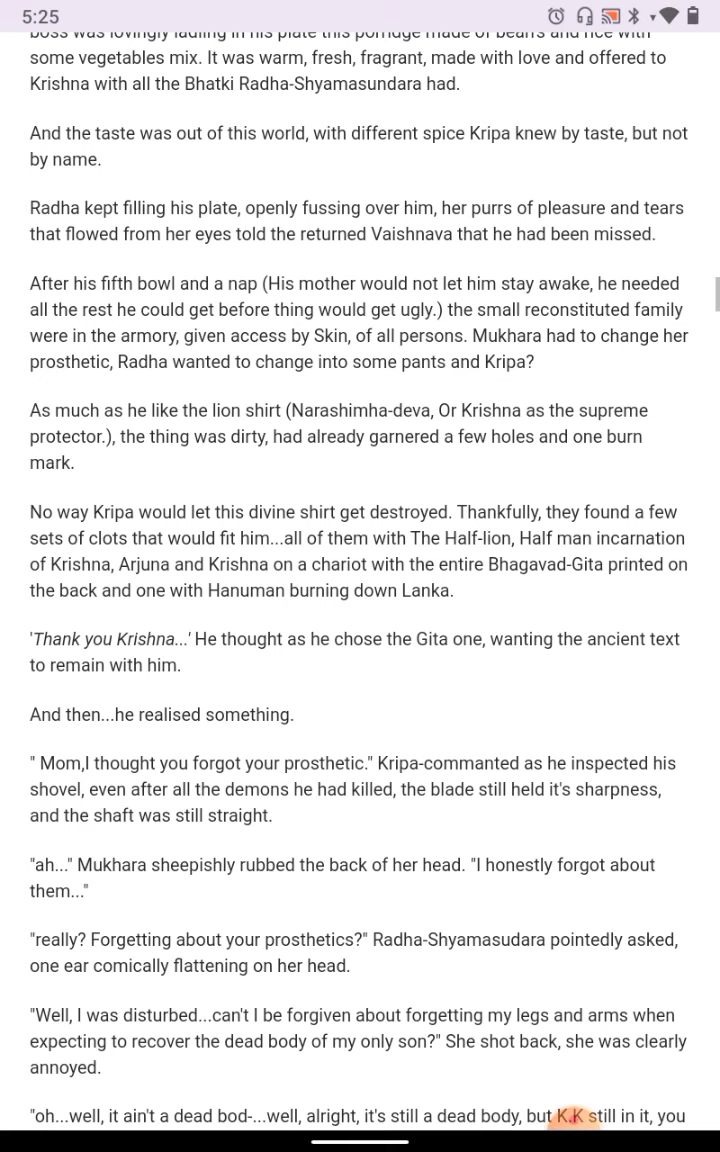 5:25
boss was lovingly ladling in his plate this porridge made of beans and rice with
some vegetables mix. It was warm, fresh, fragrant, made with love and offered to
Krishna with all the Bhatki Radha-Shyamasundara had.
And the taste was out of this world, with different spice Kripa knew by taste, but not
by name.
Radha kept filling his plate, openly fussing over him, her purrs of pleasure and tears
that flowed from her eyes told the returned Vaishnava that he had been missed.
After his fifth bowl and a nap (His mother would not let him stay awake, he needed
all the rest he could get before thing would get ugly.) the small reconstituted family
were in the armory, given access by Skin, of all persons. Mukhara had to change her
prosthetic, Radha wanted to change into some pants and Kripa?
As much as he like the lion shirt (Narashimha-deva, Or Krishna as the supreme
protector.), the thing was dirty, had already garnered a few holes and one burn
mark.
No way Kripa would let this divine shirt get destroyed. Thankfully, they found a few
sets of clots that would fit him...all of them with The Half-lion, Half man incarnation
of Krishna, Arjuna and Krishna on a chariot with the entire Bhagavad-Gita printed on
the back and one with Hanuman burning down Lanka.
'Thank you Krishna...' He thought as he chose the Gita one, wanting the ancient text
to remain with him.
And then...he realised something.
" Mom,I thought you forgot your prosthetic." Kripa-commanted as he inspected his
shovel, even after all the demons he had killed, the blade still held it's sharpness,
and the shaft was still straight.
"ah..." Mukhara sheepishly rubbed the back of her head. "I honestly forgot about
them..."
"really? Forgetting about your prosthetics?" Radha-Shyamasudara pointedly asked,
one ear comically flattening on her head.
"Well, I was disturbed...can't I be forgiven about forgetting my legs and arms when
expecting to recover the dead body of my only son?" She shot back, she was clearly
annoyed.
"oh...well, it ain't a dead bod-...well, alright, it's still a dead body, but K.K still in it, you